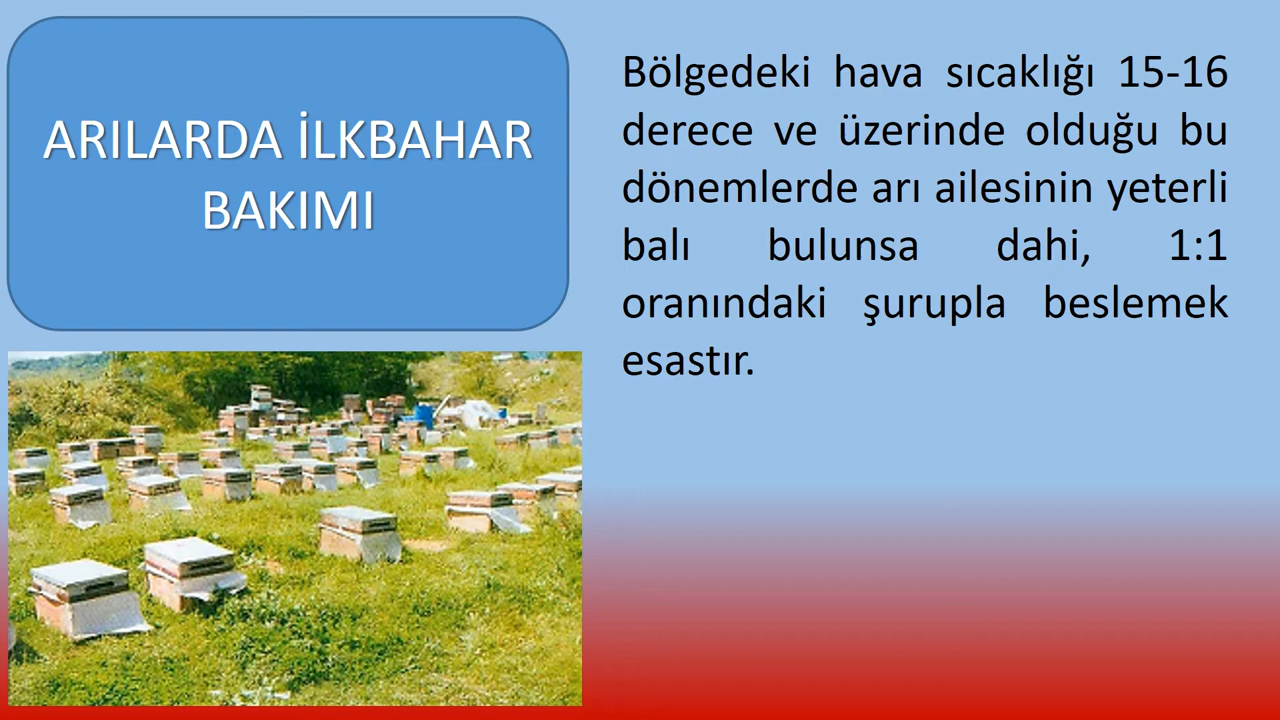 ARILARDA İLKBAHAR
BAKIMI
Bölgedeki hava sıcaklığı 15-16
derece ve üzerinde olduğu bu
dönemlerde arı ailesinin yeterli
balı bulunsa dahi, 1:1
oranındaki şurupla beslemek
esastır.